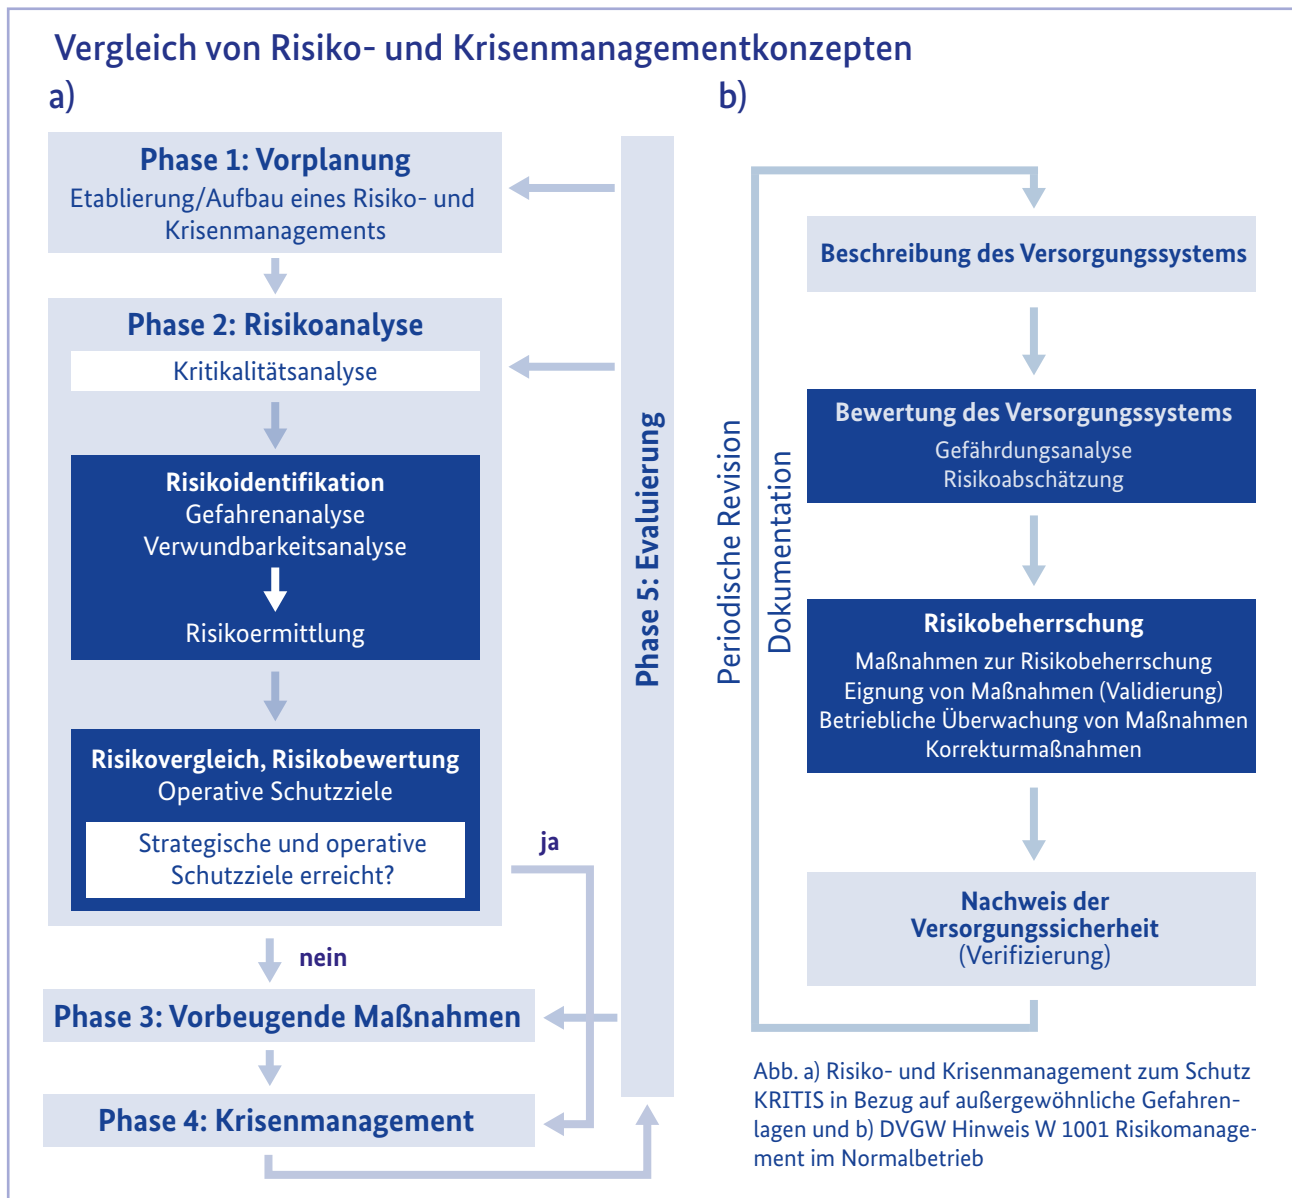 Vergleich von Risiko- und Krisenmanagementkonzepten
a)
Phase 1: Vorplanung
Etablierung/Aufbau eines Risiko- und
Krisenmanagements
Phase 2: Risikoanalyse
Kritikalitätsanalyse
Risikoidentifikation
Gefahrenanalyse
Verwundbarkeitsanalyse
Risikoermittlung
Risikovergleich, Risikobewertung
Operative Schutzziele
Strategische und operative
Schutzziele erreicht?
ja
nein
Phase 3: Vorbeugende Maßnahmen
Phase 4: Krisenmanagement
Phase 5: Evaluierung
b)
Periodische Revision
Dokumentation
Beschreibung des Versorgungssystems
Bewertung des Versorgungssystems
Gefährdungsanalyse
Risikoabschätzung
Risikobeherrschung
Maßnahmen zur Risikobeherrschung
Eignung von Maßnahmen (Validierung)
Betriebliche Überwachung von Maßnahmen
Korrekturmaßnahmen
Nachweis der
Versorgungssicherheit
(Verifizierung)
Abb. a) Risiko- und Krisenmanagement zum Schutz
KRITIS in Bezug auf außergewöhnliche Gefahren-
lagen und b) DVGW Hinweis W 1001 Risikomanage-
ment im Normalbetrieb